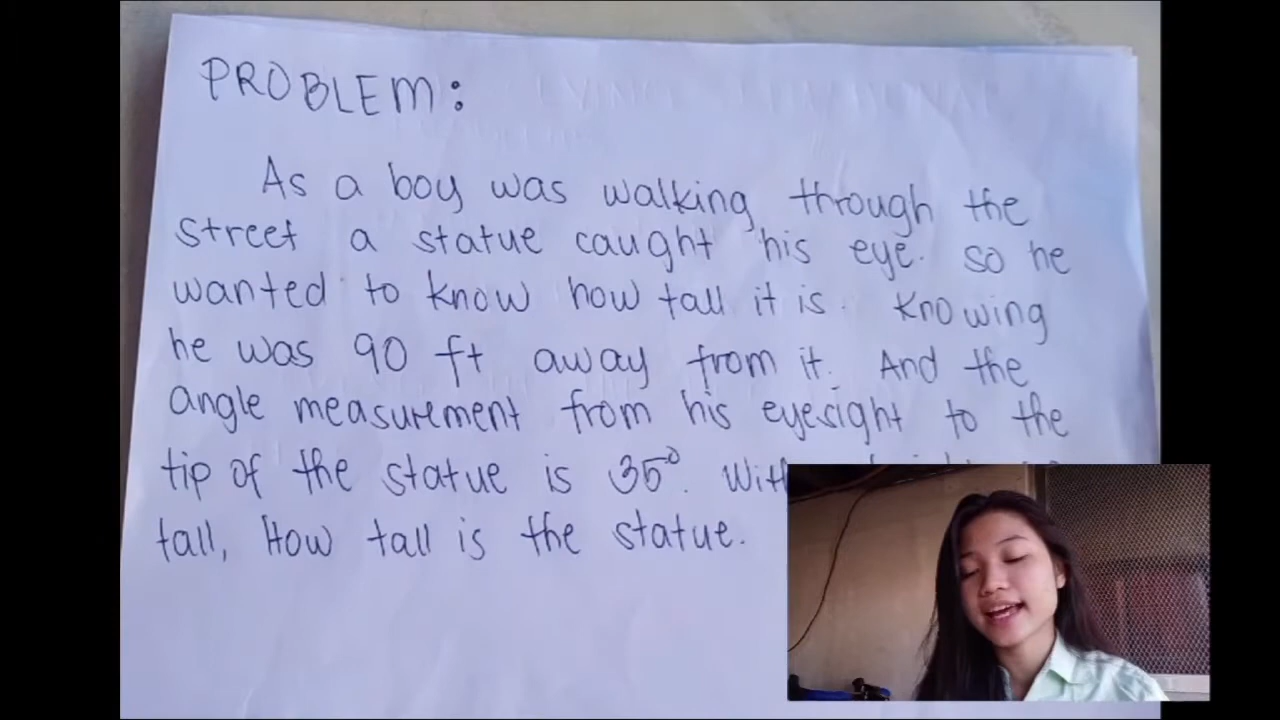 PROBLEM:
As a boy was walking through the
street a statue caught his eye. so he
wanted to know how tall it is. Knowing
he was 90 ft away from it. And the
angle measurement from his eyesight to the
tip of the statue is 35°.
tall, How tall is the statue.